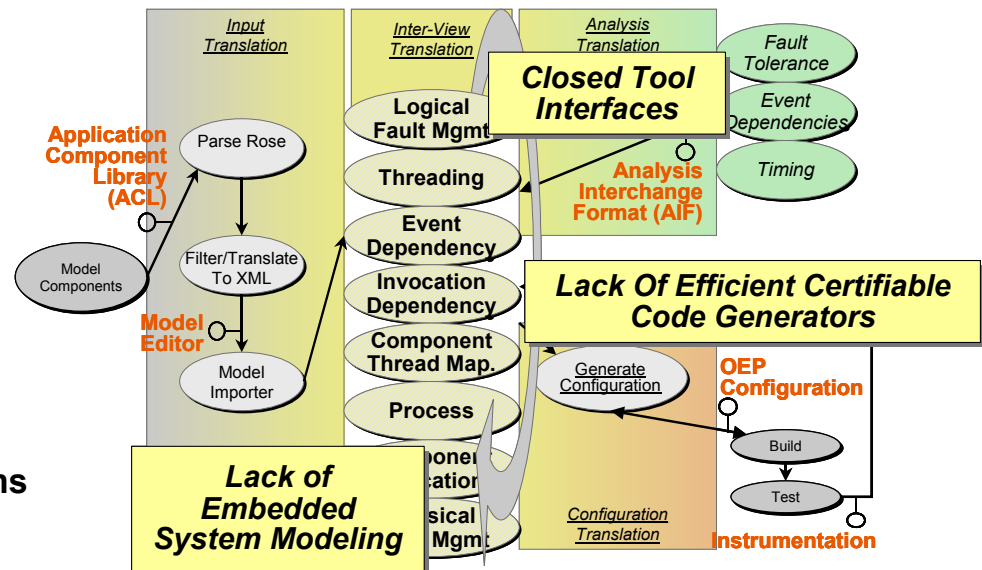 Input
Translation
Inter-View
Translation
Analysis
Translation
Fault
Tolerance
Event
Dependencies
Timing
Closed Tool
Interfaces
Application
Component
Library
(ACL)
Parse Rose
Logical
Fault Mgmt
Threading
Analysis
Interchange
Format (AIF)
Event
Dependency
Model
Components
Filter/Translate
To XML
Invocation
Dependency
Lack Of Efficient Certifiable
Code Generators
Model
Editor
Component
Thread Map.
Model
Importer
Generate
Configuration
OEP
Configuration
Process
Build
Test
Lack of
Embedded
System Modeling
Mgmt
Configuration
Translation
Instrumentation